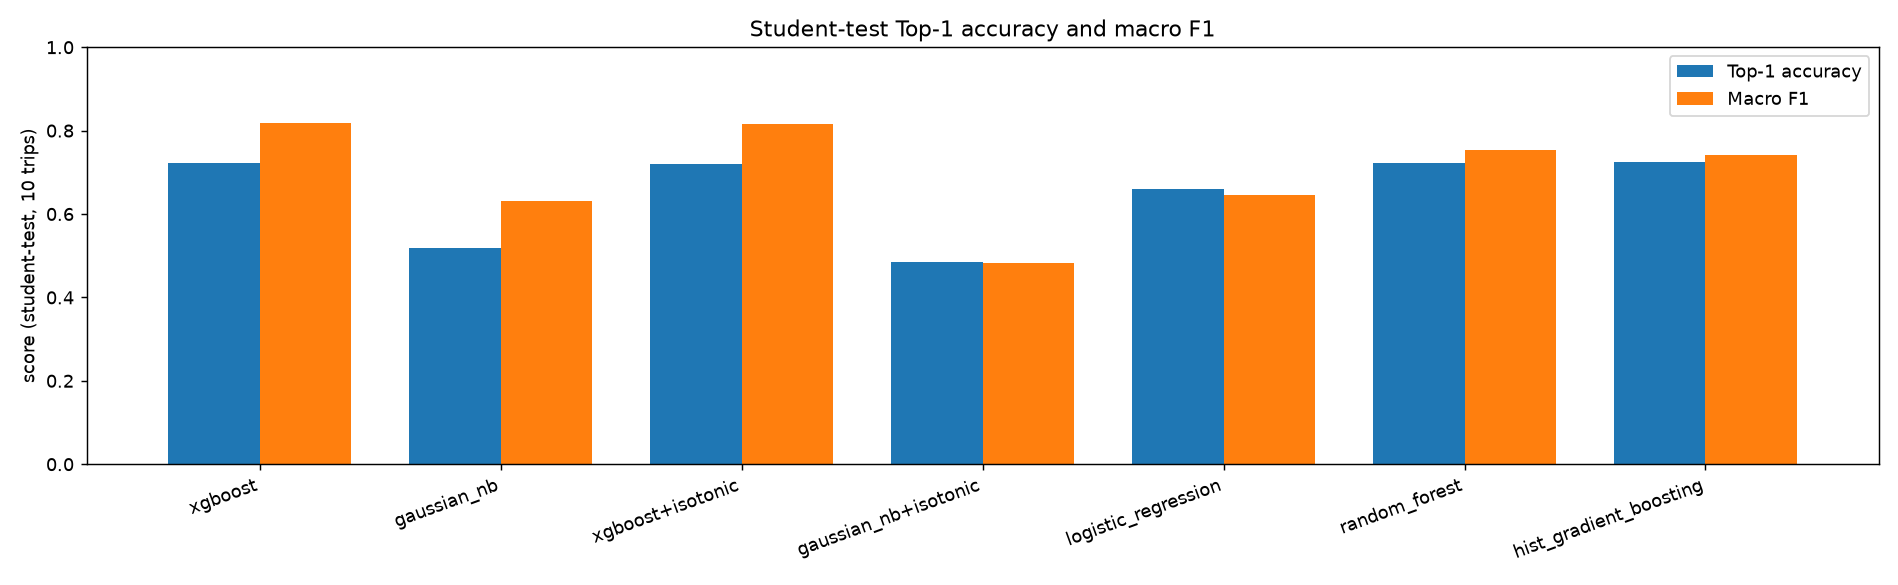 Student-test Top-1 accuracy and macro F1
Top-1 accuracy
Macro F1
score (student-test, 10 trips)
1.0
0.8
0.6
0.4
0.2
0.0
xgboost
gaussian_nb
xgboost+isotonic
gaussian_nb+isotonic
logistic_regression
random_forest
hist_gradient_boosting